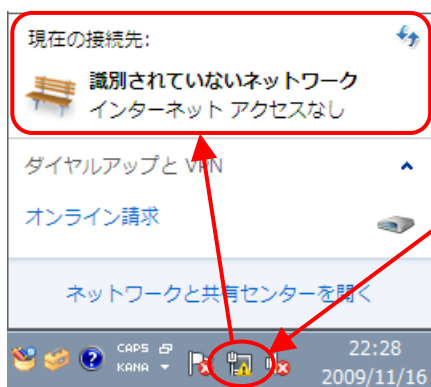 現在の接続先:
識別されていないネットワーク
インターネット アクセスなし
ダイヤルアップと VPN
オンライン請求
ネットワークと共有センターを開く
CAPS
KANA
22:28
2009/11/16